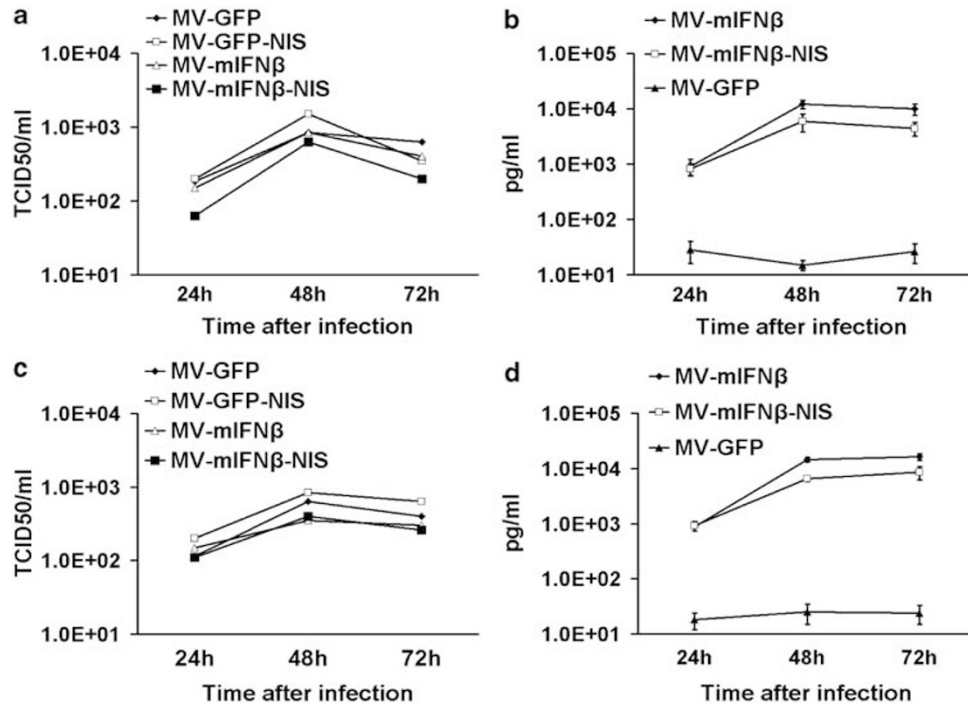 a
MV-GFP
MV-GFP-NIS
MV-mIFNβ
MV-mIFNβ-NIS
1.0E+04
1.0E+03
1.0E+02
1.0E+01
TCID50/ml
24h 48h 72h
Time after infection
b
MV-mIFNβ
MV-mIFNβ-NIS
MV-GFP
1.0E+05
1.0E+04
1.0E+03
1.0E+02
1.0E+01
pg/ml
24h 48h 72h
Time after infection
c
MV-GFP
MV-GFP-NIS
MV-mIFNβ
MV-mIFNβ-NIS
1.0E+04
1.0E+03
1.0E+02
1.0E+01
TCID50/ml
24h 48h 72h
Time after infection
d
MV-mIFNβ
MV-mIFNβ-NIS
MV-GFP
1.0E+05
1.0E+04
1.0E+03
1.0E+02
1.0E+01
pg/ml
24h 48h 72h
Time after infection